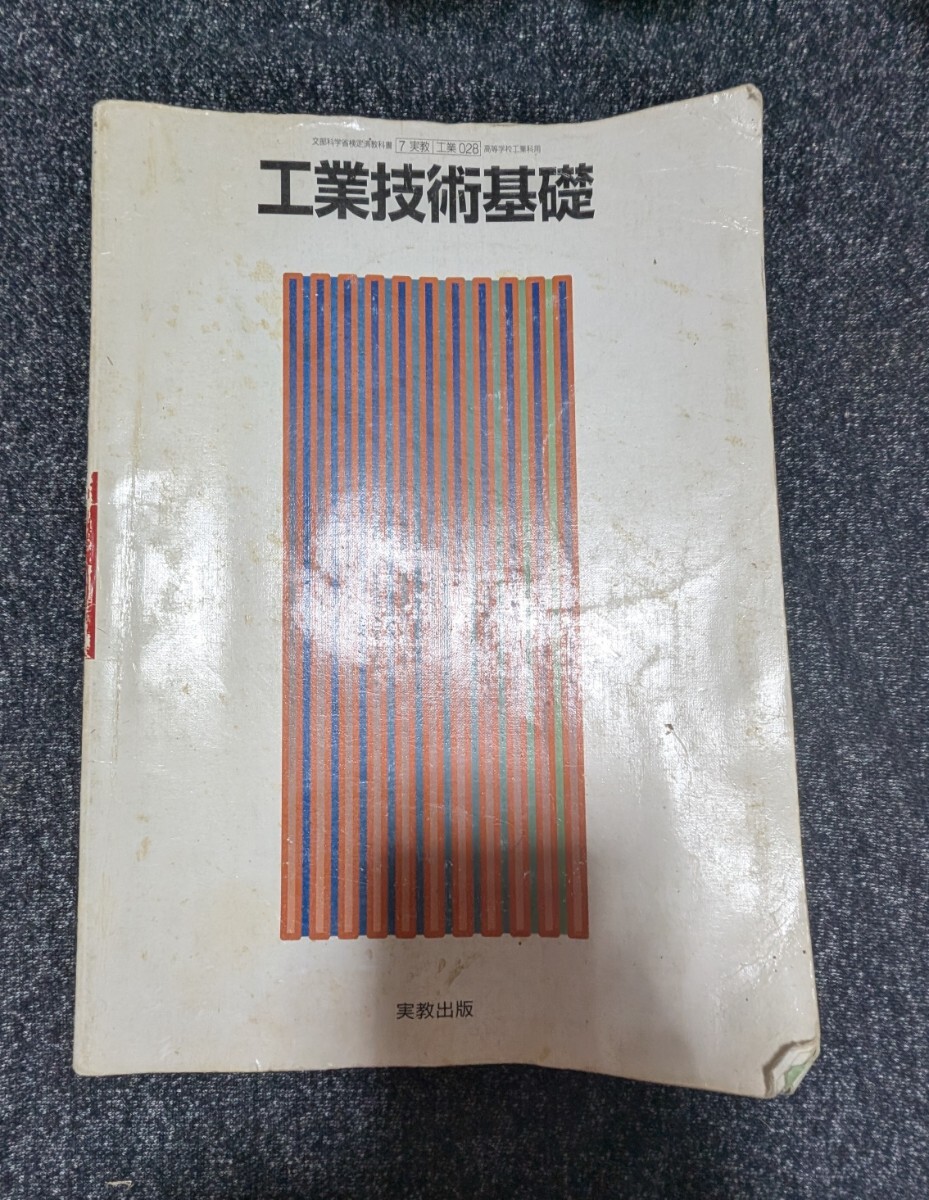 文部科学省検定済教科書 7 実教 工業 028 高等学校工業科用
工業技術基礎
実教出版